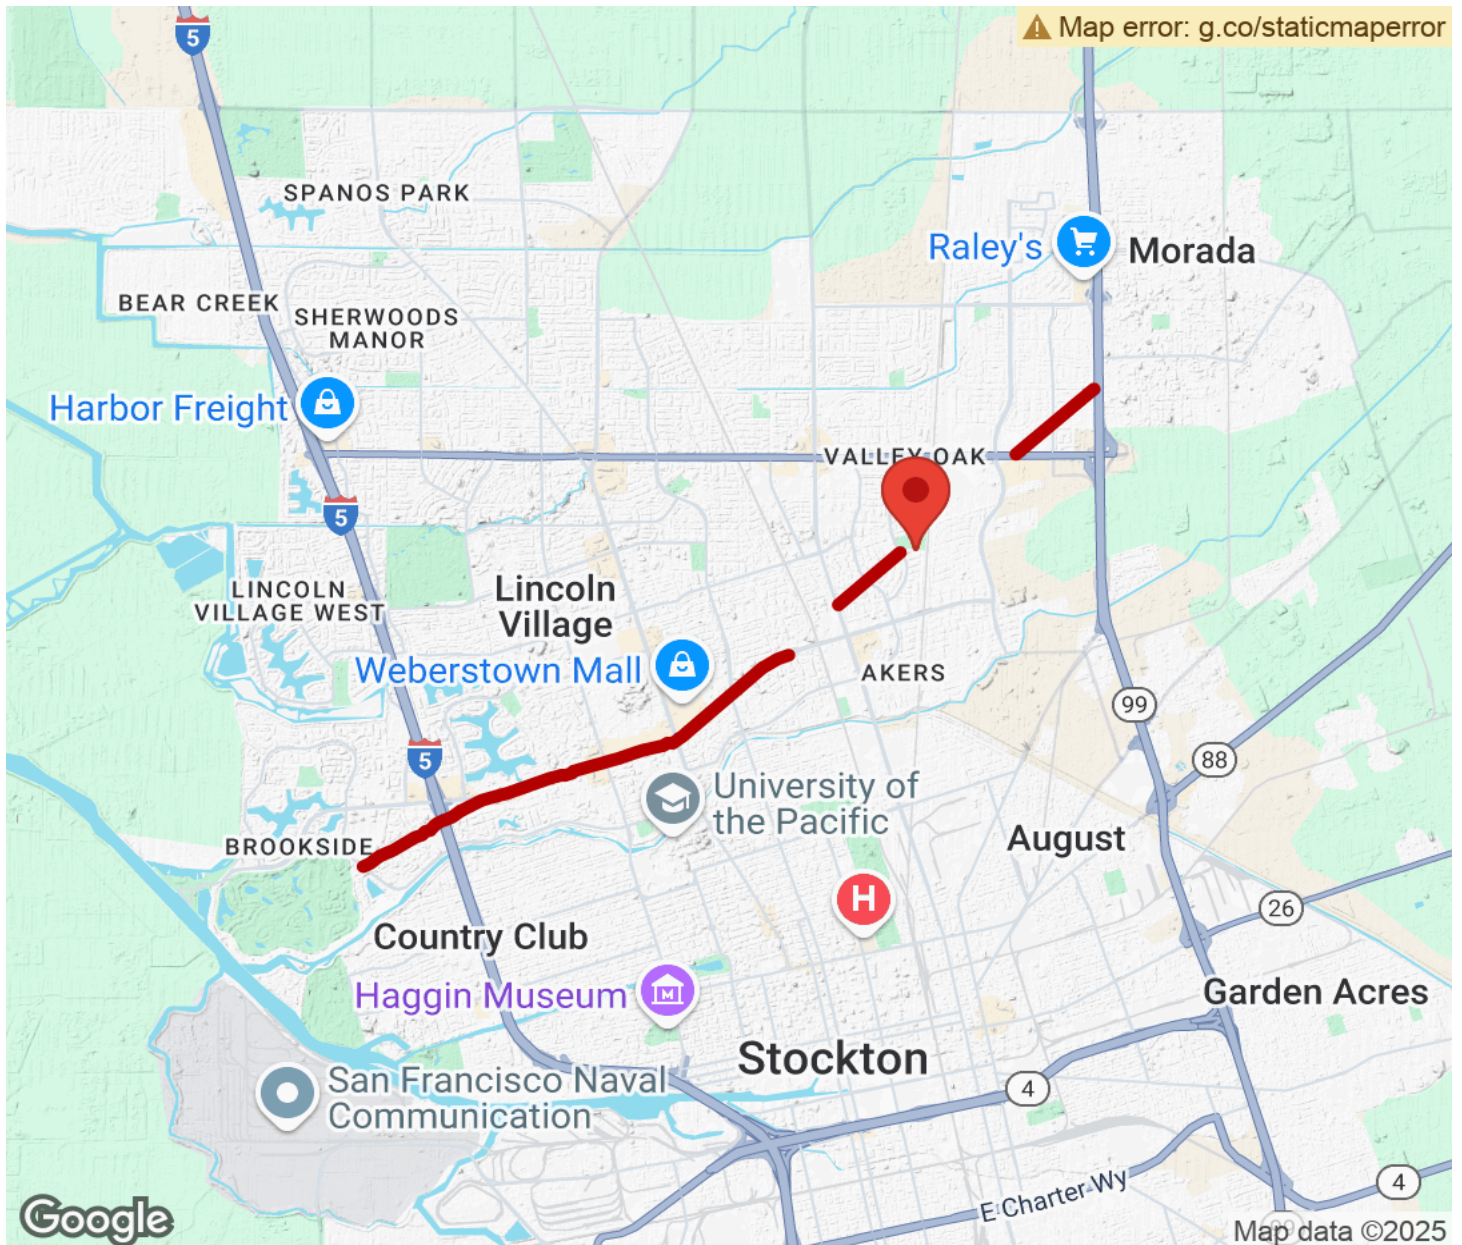 Map error: g.co/staticmaperror
5
SPANOS PARK
Raley's
Morada
BEAR CREEK
SHERWOODS
MANOR
Harbor Freight
VALLEY OAK
5
LINCOLN
VILLAGE WEST
Lincoln
Village
Weberstown Mall
AKERS
99
5
88
University of
the Pacific
August
BROOKSIDE
H
26
Country Club
Haggin Museum
M
Garden Acres
Stockton
San Francisco Naval
Communication
4
E Charter Wy
4
Google
99
Map data ©2025